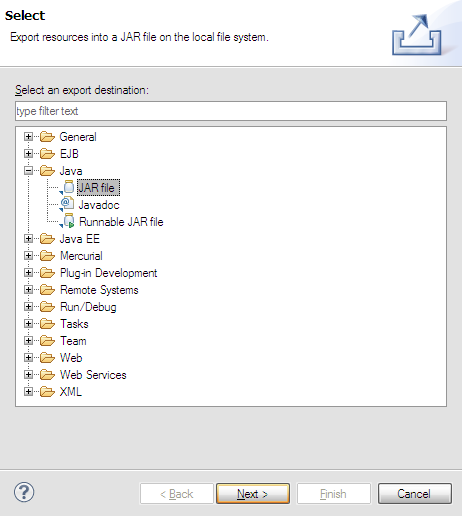 Select
Export resources into a JAR file on the local file system.
Select an export destination:
type filter text
General
EJB
Java
JAR file
Javadoc
Runnable JAR file
Java EE
Mercurial
Plug-in Development
Remote Systems
Run/Debug
Tasks
Team
Web
Web Services
XML
? < Back Next > Finish Cancel